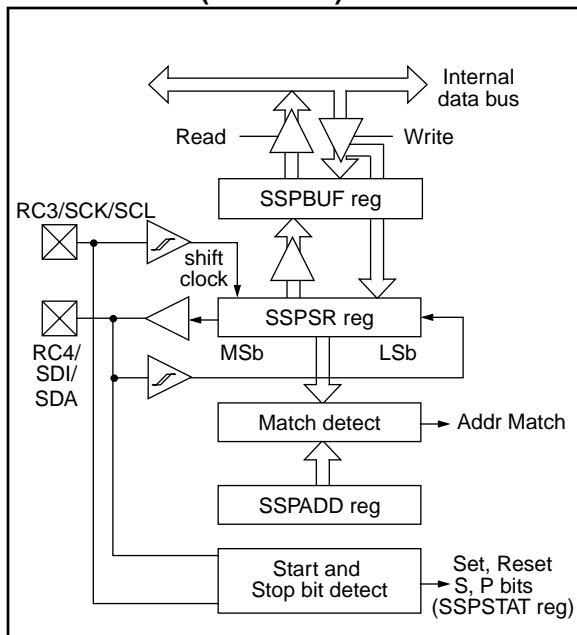 Internal
data bus
Read
Write
SSPBUF reg
RC3/SCK/SCL
shift
clock
SSPSR reg
MSb
LSb
RC4/
SDI/
SDA
Match detect
Addr Match
SSPADD reg
Start and
Stop bit detect
Set, Reset
S, P bits
(SSPSTAT reg)